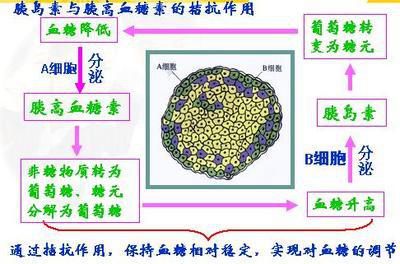 胰岛素与胰高血糖素的拮抗作用
血糖降低
A细胞
分泌
胰高血糖素
非糖物质转为
葡萄糖、糖元
分解为葡萄糖
A细胞
B细胞
葡萄糖转
变为糖元
胰岛素
B细胞
分泌
血糖升高
通过拮抗作用，保持血糖相对稳定，实现对血糖的调节